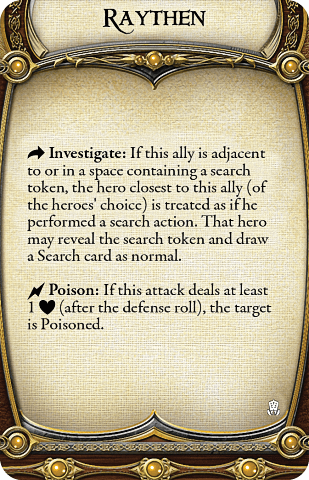 Raythen
Investigate: If this ally is adjacent
to or in a space containing a search
token, the hero closest to this ally (of
the heroes' choice) is treated as if he
performed a search action. That hero
may reveal the search token and draw
a Search card as normal.
Poison: If this attack deals at least
1 ♥ (after the defense roll), the target
is Poisoned.